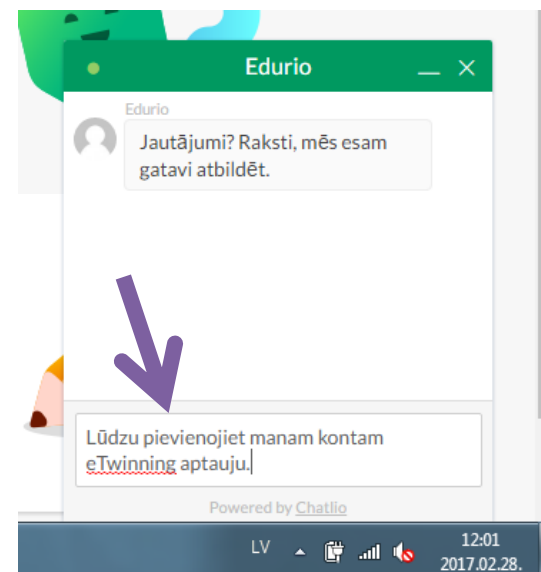 Edurio
Edurio
Jautājumi? Raksti, mēs esam
gatavi atbildēt.
Lūdzu pievienojiet manam kontam
eTwinning aptauju.
Powered by Chatlio
LV
12:01
2017.02.28.